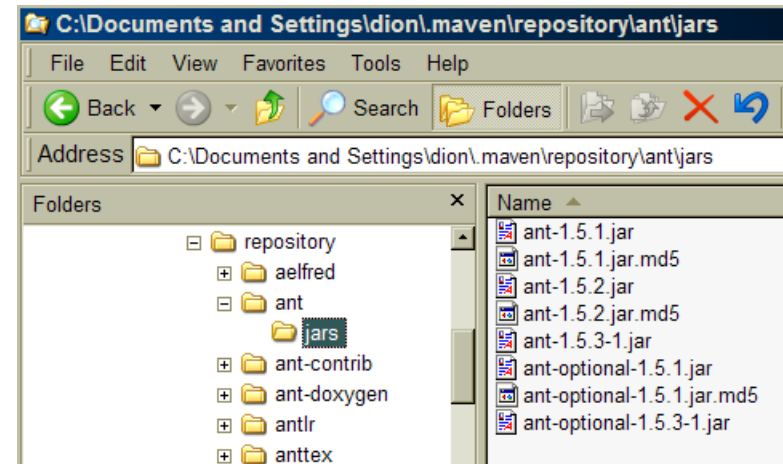 C:\Documents and Settings\dion\.maven\repository\ant\jars
File Edit View Favorites Tools Help
Back Search Folders
Address C:\Documents and Settings\dion\.maven\repository\ant\jars
Folders
repository
aelfred
ant
jars
ant-contrib
ant-doxygen
antlr
anttex
Name
ant-1.5.1.jar
ant-1.5.1.jar.md5
ant-1.5.2.jar
ant-1.5.2.jar.md5
ant-1.5.3-1.jar
ant-optional-1.5.1.jar
ant-optional-1.5.1.jar.md5
ant-optional-1.5.3-1.jar